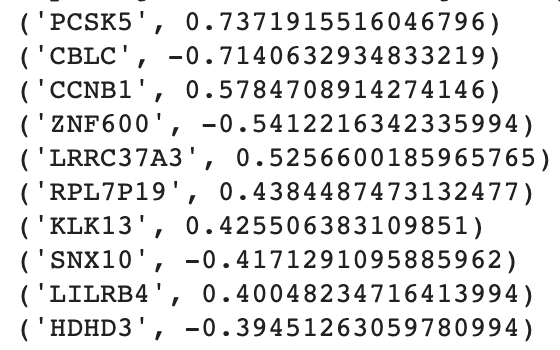 ('PCSK5', 0.7371915516046796)
('CBLC', -0.7140632934833219)
('CCNB1', 0.5784708914274146)
('ZNF600', -0.5412216342335994)
('LRRC37A3', 0.5256600185965765)
('RPL7P19', 0.4384487473132477)
('KLK13', 0.425506383109851)
('SNX10', -0.4171291095885962)
('LILRB4', 0.40048234716413994)
('HDHD3', -0.39451263059780994)